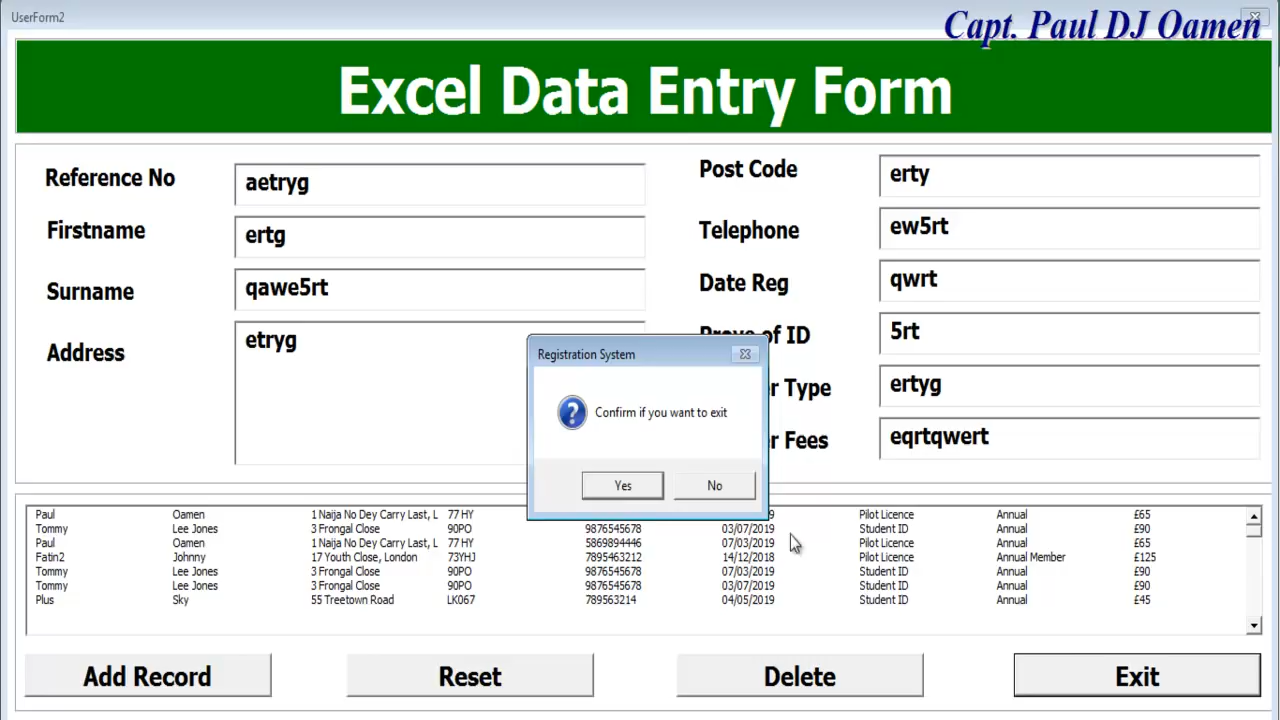 UserForm2
Capt. Paul DJ Oamen
Excel Data Entry Form
Reference No aetryg
Firstname ertg
Surname qawe5rt
Address etryg
Post Code erty
Telephone ew5rt
Date Reg qwrt
of ID 5rt
r Type ertyg
r Fees eqrtqwert
Registration System
Confirm if you want to exit
Yes No
Paul Oamen 1 Naija No Dey Carry Last, L 77 HY Pilot Licence Annual £65
Tommy Lee Jones 3 Frongal Close 90PO 9876545678 03/07/2019 Student ID Annual £90
Paul Oamen 1 Naija No Dey Carry Last, L 77 HY 5869894446 07/03/2019 Pilot Licence Annual £65
Fatin2 Johnny 17 Youth Close, London 73YHJ 7895463212 14/12/2018 Pilot Licence Annual Member £125
Tommy Lee Jones 3 Frongal Close 90PO 9876545678 07/03/2019 Student ID Annual £90
Tommy Lee Jones 3 Frongal Close 90PO 9876545678 03/07/2019 Student ID Annual £90
Plus Sky 55 Treetown Road LK067 789563214 04/05/2019 Student ID Annual £45
Add Record Reset Delete Exit